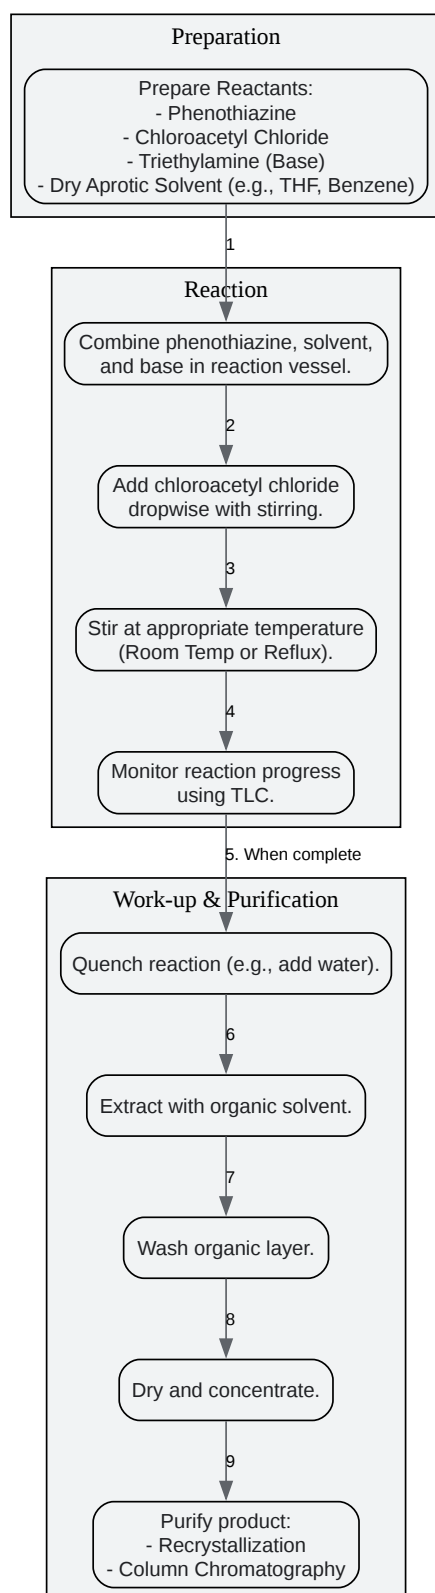 Preparation
Prepare Reactants:
- Phenothiazine
- Chloroacetyl Chloride
- Triethylamine (Base)
- Dry Aprotic Solvent (e.g., THF, Benzene)
1
Reaction
Combine phenothiazine, solvent,
and base in reaction vessel.
2
Add chloroacetyl chloride
dropwise with stirring.
3
Stir at appropriate temperature
(Room Temp or Reflux).
4
Monitor reaction progress
using TLC.
5. When complete
Work-up & Purification
Quench reaction (e.g., add water).
6
Extract with organic solvent.
7
Wash organic layer.
8
Dry and concentrate.
9
Purify product:
- Recrystallization
- Column Chromatography